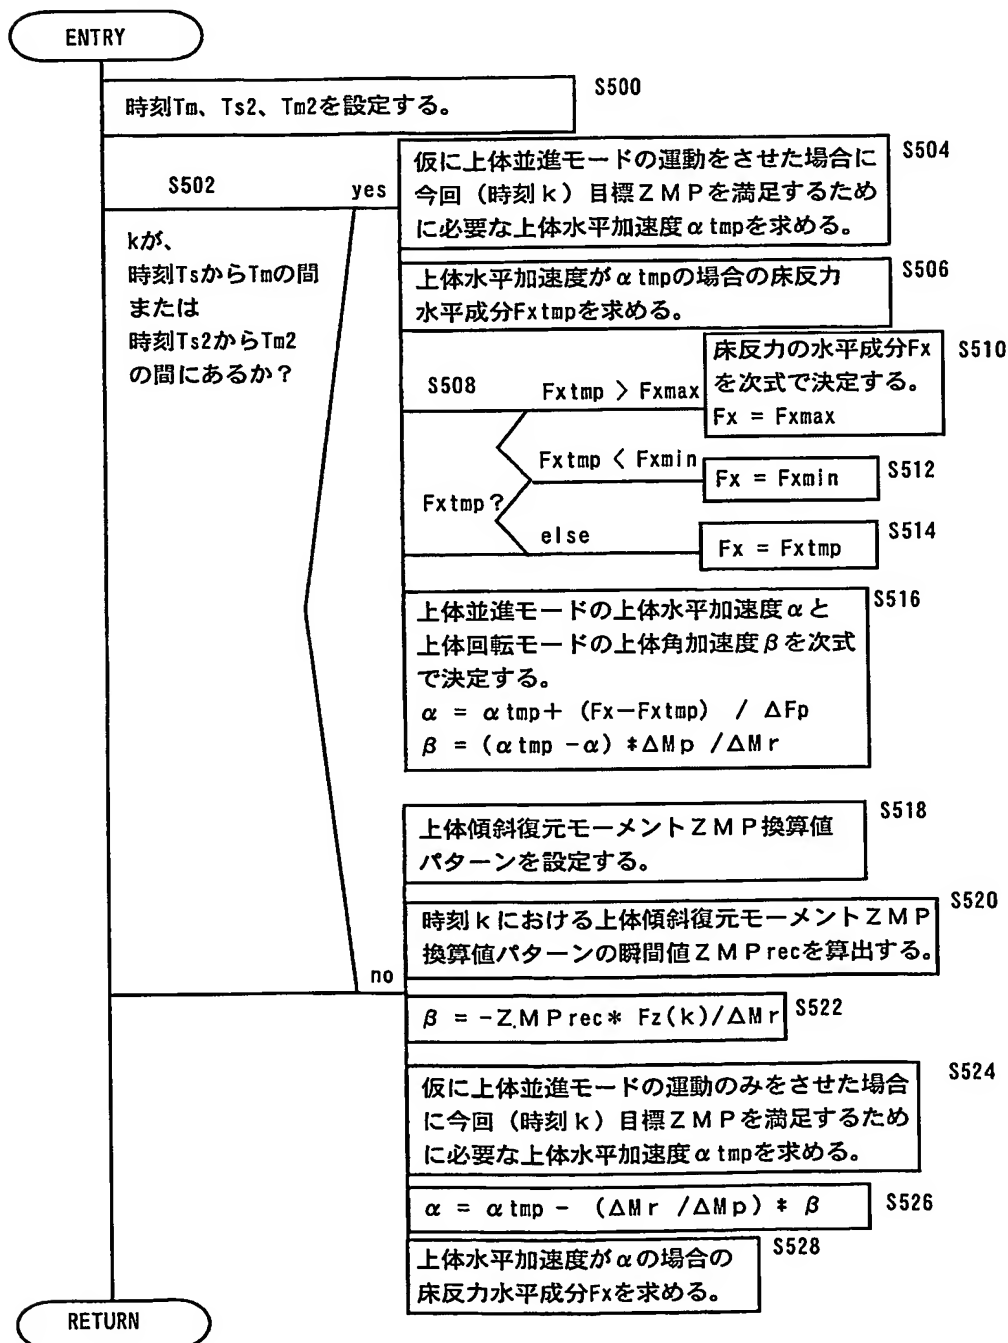 ENTRY
時刻Tm、Ts2、Tm2を設定する。
S500
S502
yes
kが、
時刻TsからTmの間
または
時刻Ts2からTm2
の間にあるか?
仮に上体並進モードの運動をさせた場合に
今回(時刻k)目標ZMPを満足するため
に必要な上体水平加速度αtmpを求める。
S504
上体水平加速度がαtmpの場合の床反力
水平成分Fxtmpを求める。
S506
S508
Fxtmp?
Fxtmp > Fxmax
床反力の水平成分Fx
を次式で決定する。
Fx = Fxmax
S510
Fxtmp < Fxmin
Fx = Fxmin
S512
else
Fx = Fxtmp
S514
上体並進モードの上体水平加速度αと
上体回転モードの上体角加速度βを次式
で決定する。
α = αtmp+ (Fx-Fxtmp) / ΔFp
β = (αtmp -α) *ΔMp /ΔMr
S516
no
上体傾斜復元モーメントZMP換算値
パターンを設定する。
S518
時刻kにおける上体傾斜復元モーメントZMP
換算値パターンの瞬間値ZMPrecを算出する。
S520
β = -Z.MPrec* Fz(k)/ΔMr
S522
仮に上体並進モードの運動のみをさせた場合
に今回(時刻k)目標ZMPを満足するため
に必要な上体水平加速度αtmpを求める。
S524
α = αtmp - (ΔMr /ΔMp) * β
S526
上体水平加速度がαの場合の
床反力水平成分Fxを求める。
S528
RETURN